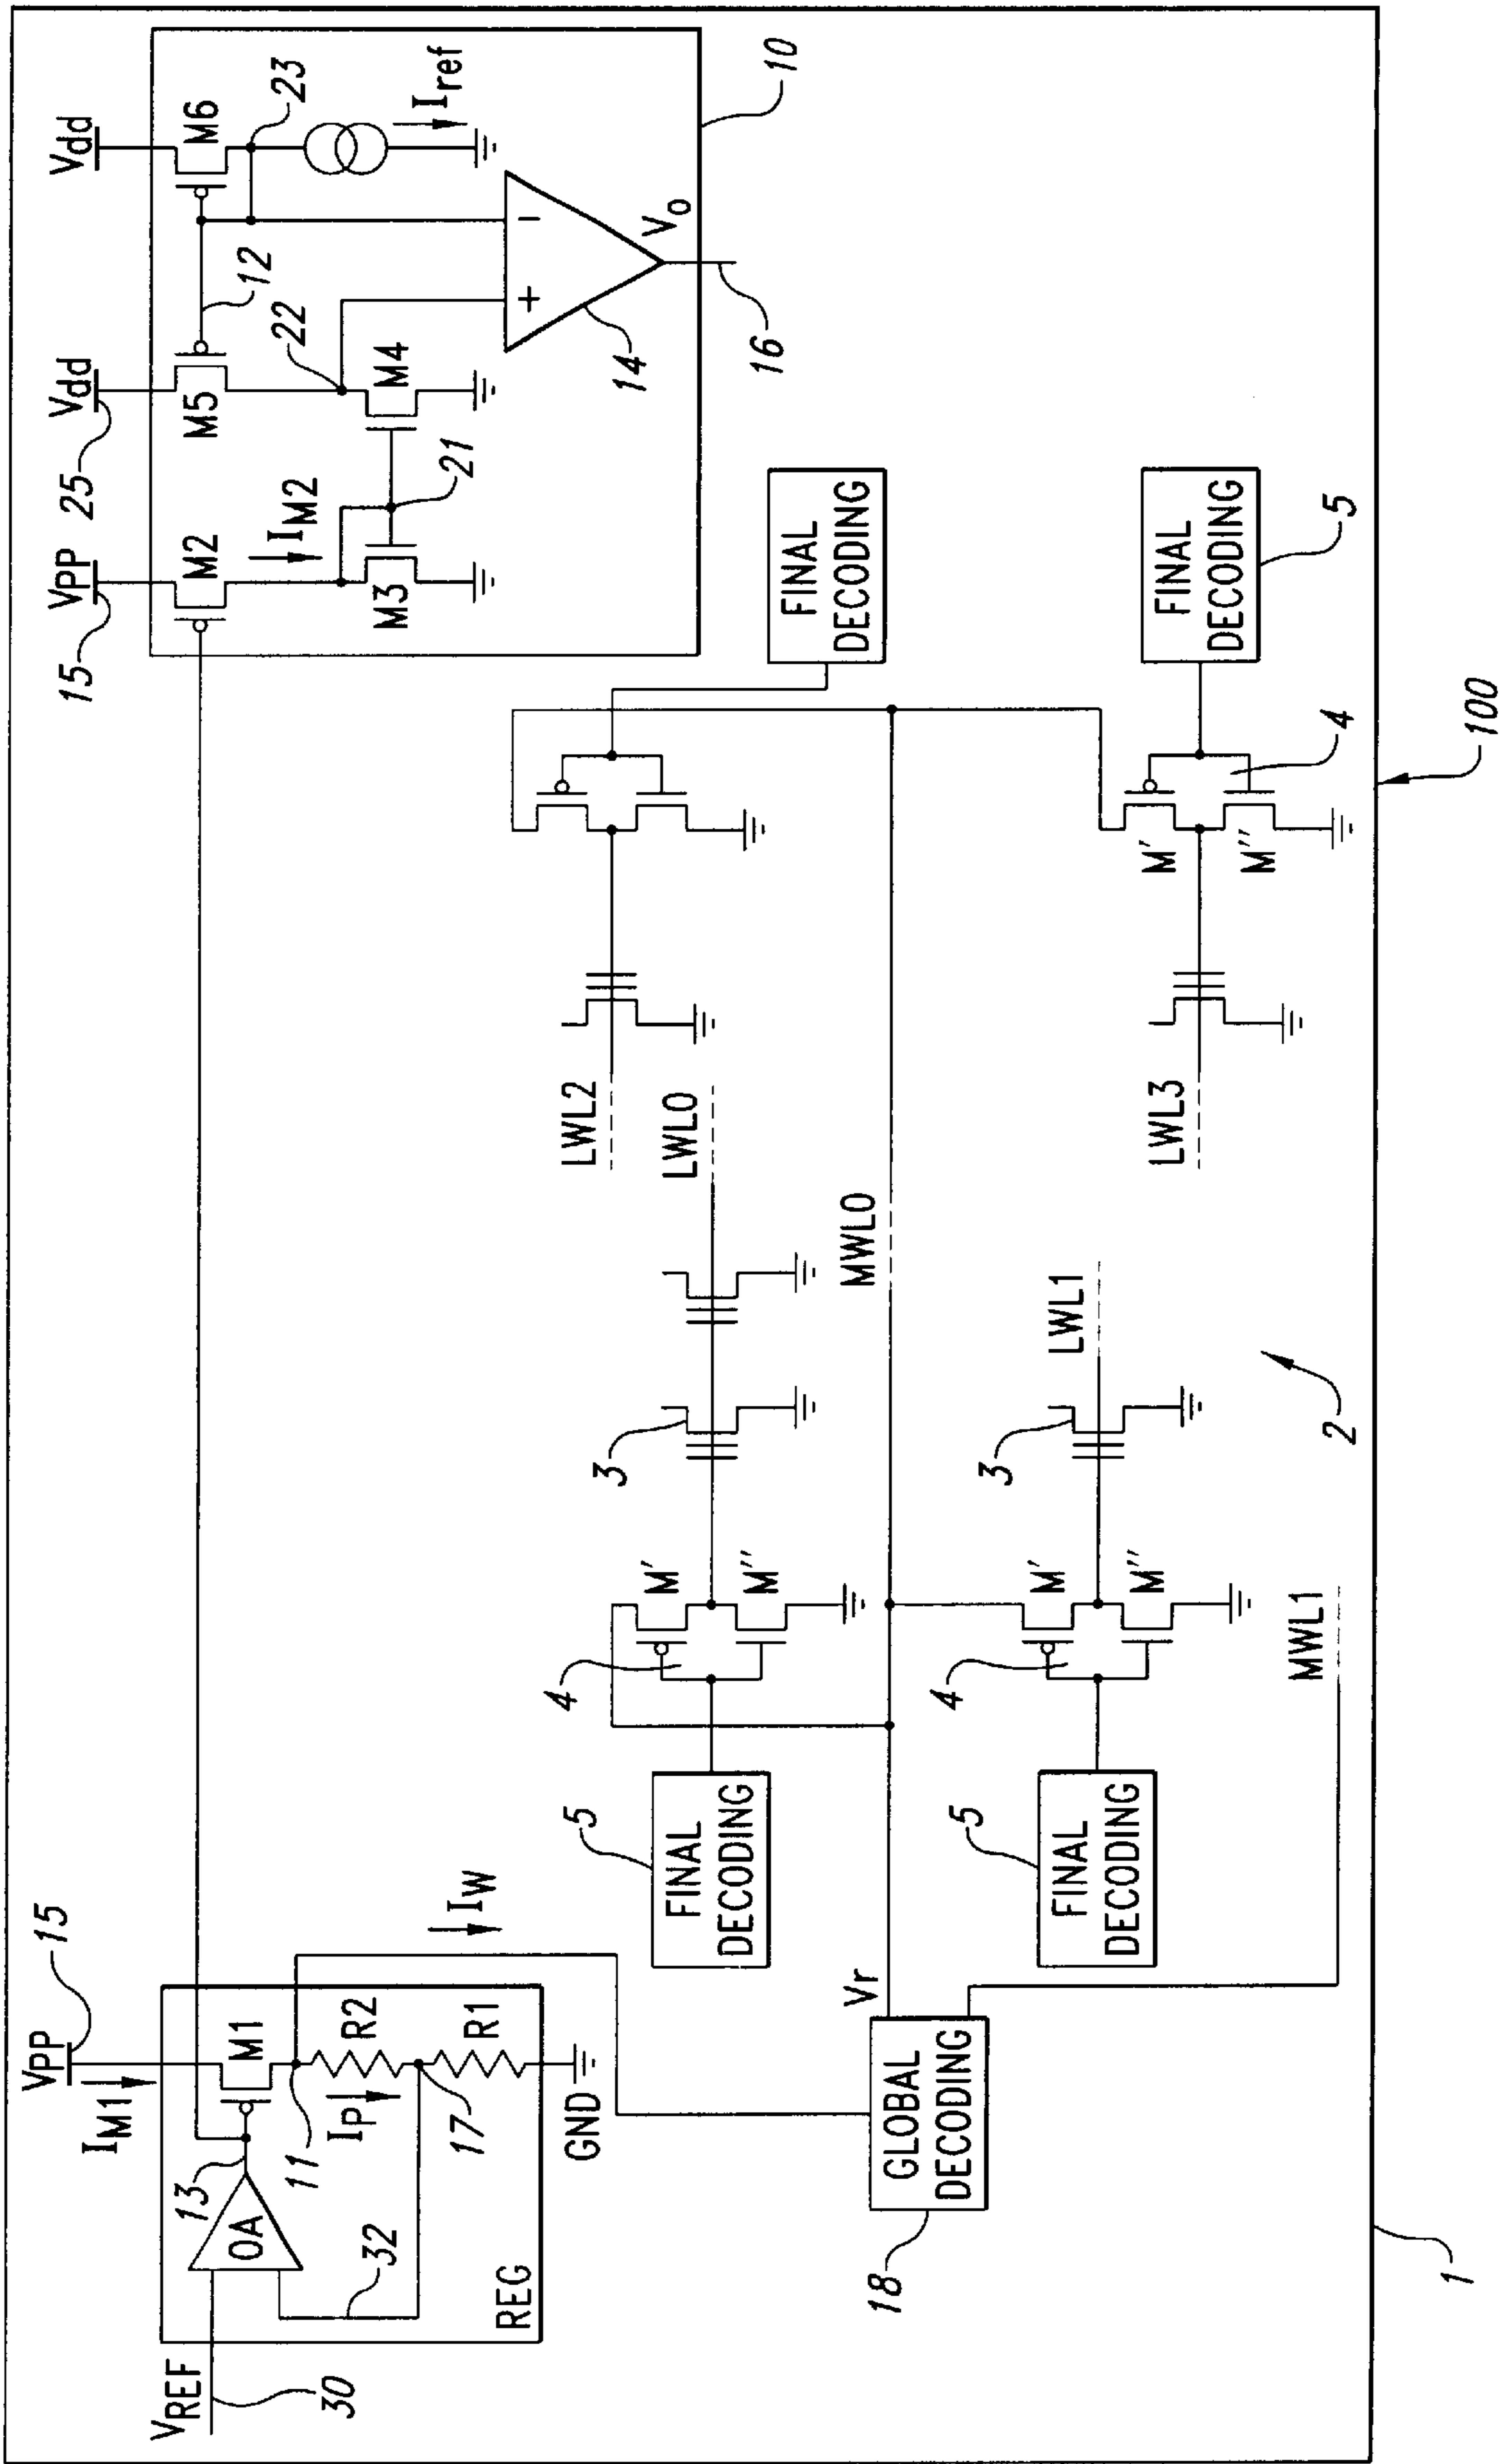 VREF
30
OA
13
32
REG
VPP
15
IM1
M1
11
R2
IP
17
R1
GND
IW
GLOBAL
DECODING
18
Vr
FINAL
DECODING
5
4
M'
M"
3
LWL0
MWL0
FINAL
DECODING
5
4
M'
M"
3
LWL1
MWL1
2
LWL2
FINAL
DECODING
LWL3
M'
M"
4
FINAL
DECODING
5
VPP
15
M2
IM2
M3
21
Vdd
25
M5
22
M4
12
Vdd
M6
23
Iref
+
−
14
Vo
16
10
1
100